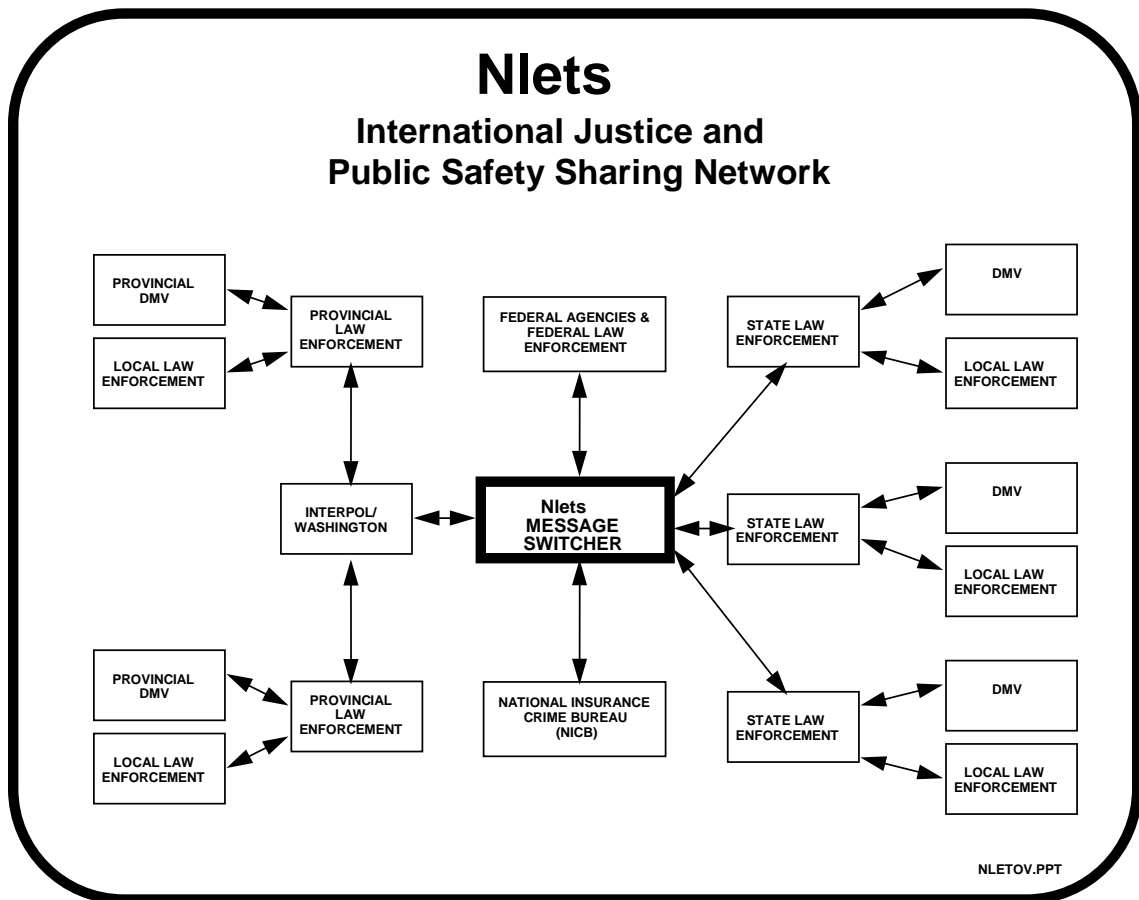 Nlets
International Justice and
Public Safety Sharing Network
PROVINCIAL
DMV
LOCAL LAW
ENFORCEMENT
PROVINCIAL
LAW
ENFORCEMENT
FEDERAL AGENCIES &
FEDERAL LAW
ENFORCEMENT
STATE LAW
ENFORCEMENT
DMV
LOCAL LAW
ENFORCEMENT
INTERPOL/
WASHINGTON
Nlets
MESSAGE
SWITCHER
STATE LAW
ENFORCEMENT
DMV
LOCAL LAW
ENFORCEMENT
PROVINCIAL
DMV
LOCAL LAW
ENFORCEMENT
PROVINCIAL
LAW
ENFORCEMENT
NATIONAL INSURANCE
CRIME BUREAU
(NICB)
STATE LAW
ENFORCEMENT
DMV
LOCAL LAW
ENFORCEMENT
NLETOV.PPT